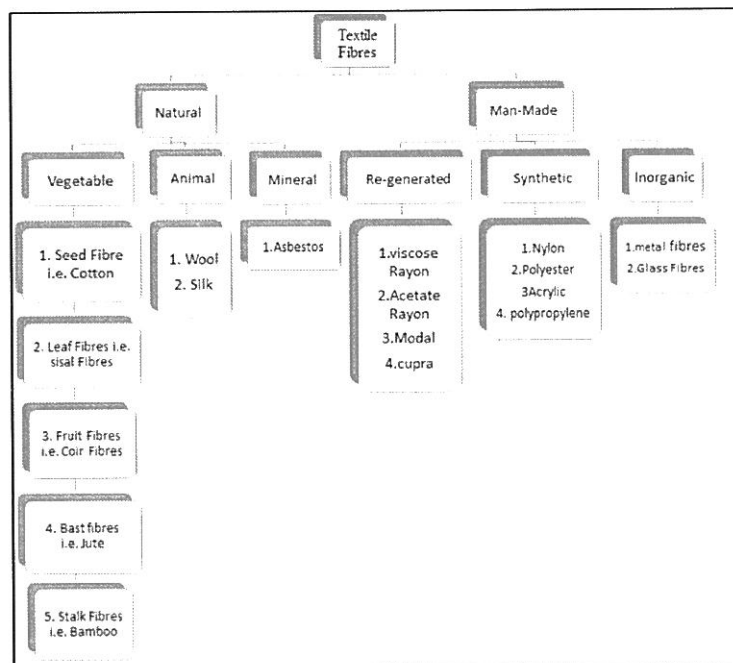 Textile
Fibres
Natural
Man-Made
Vegetable
Animal
Mineral
Re-generated
Synthetic
Inorganic
1. Seed Fibre
i.e. Cotton
1. Wool
2. Silk
1.Asbestos
1.viscose
Rayon
2.Acetate
Rayon
3.Modal
4.cupra
1.Nylon
2.Polyester
3Acrylic
4. polypropylene
1.metal fibres
2.Glass Fibres
2. Leaf Fibres i.e.
sisal Fibres
3. Fruit Fibres
i.e. Coir Fibres
4. Bast fibres
i.e. Jute
5. Stalk Fibres
i.e. Bamboo